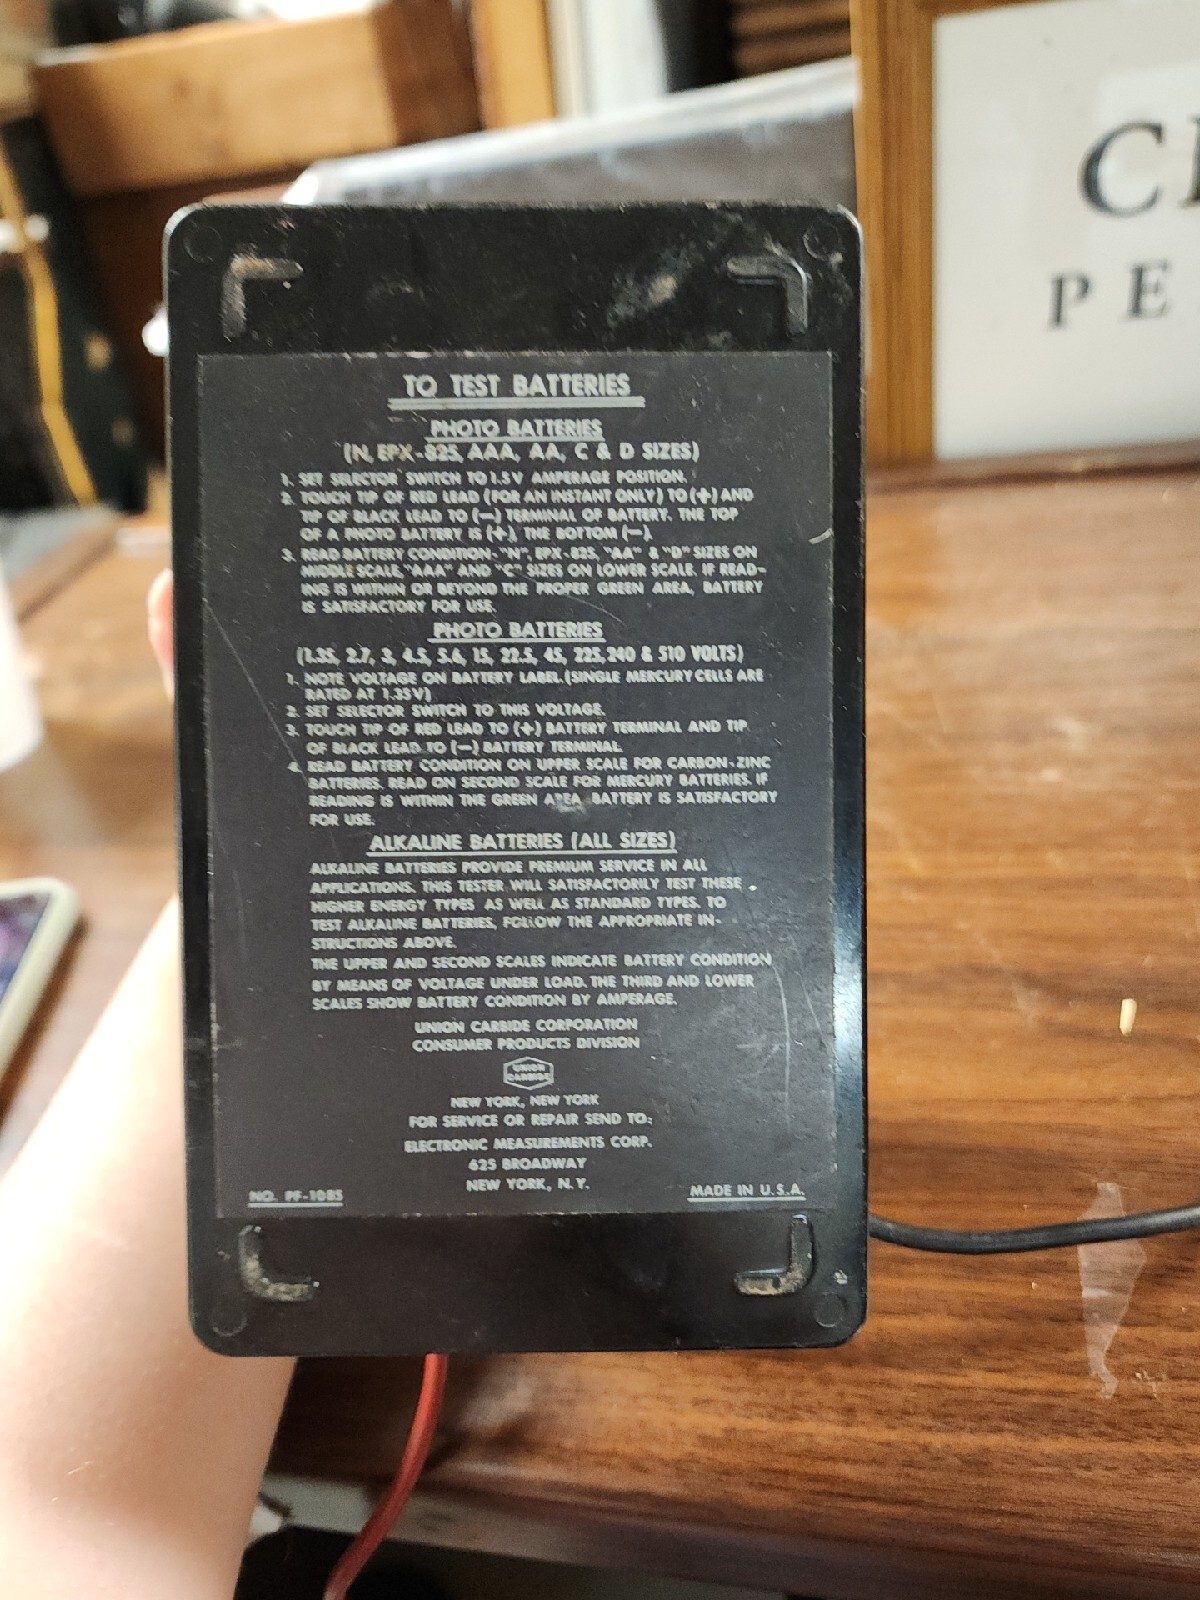 TO TEST BATTERIES
PHOTO BATTERIES
(N, EPX-825, AAA, AA, C & D SIZES)
1. SET SELECTOR SWITCH TO 1.5 V AMPERAGE POSITION.
2. TOUCH TIP OF RED LEAD (FOR AN INSTANT ONLY) TO (+) AND
TIP OF BLACK LEAD TO (—) TERMINAL OF BATTERY. THE TOP
OF A PHOTO BATTERY IS (+), THE BOTTOM (—).
3. READ BATTERY CONDITION-"N", EPX-825, "AA" & "D" SIZES ON
MIDDLE SCALE, "AAA" AND "C" SIZES ON LOWER SCALE. IF READ-
ING IS WITHIN OR BEYOND THE PROPER GREEN AREA, BATTERY
IS SATISFACTORY FOR USE.
PHOTO BATTERIES
(1.35, 2.7, 3, 4.5, 5.6, 15, 22.5, 45, 225, 240 & 510 VOLTS)
1. NOTE VOLTAGE ON BATTERY LABEL. (SINGLE MERCURY CELLS ARE
RATED AT 1.35V)
2. SET SELECTOR SWITCH TO THIS VOLTAGE.
3. TOUCH TIP OF RED LEAD TO (+) BATTERY TERMINAL AND TIP
OF BLACK LEAD TO (—) BATTERY TERMINAL.
4. READ BATTERY CONDITION ON UPPER SCALE FOR CARBON-ZINC
BATTERIES. READ ON SECOND SCALE FOR MERCURY BATTERIES. IF
READING IS WITHIN THE GREEN AREA, BATTERY IS SATISFACTORY
FOR USE.
ALKALINE BATTERIES (ALL SIZES)
ALKALINE BATTERIES PROVIDE PREMIUM SERVICE IN ALL
APPLICATIONS. THIS TESTER WILL SATISFACTORILY TEST THESE
HIGHER ENERGY TYPES AS WELL AS STANDARD TYPES. TO
TEST ALKALINE BATTERIES, FOLLOW THE APPROPRIATE IN-
STRUCTIONS ABOVE.
THE UPPER AND SECOND SCALES INDICATE BATTERY CONDITION
BY MEANS OF VOLTAGE UNDER LOAD. THE THIRD AND LOWER
SCALES SHOW BATTERY CONDITION BY AMPERAGE.
UNION CARBIDE CORPORATION
CONSUMER PRODUCTS DIVISION
UNION
CARBIDE
NEW YORK, NEW YORK
FOR SERVICE OR REPAIR SEND TO:
ELECTRONIC MEASUREMENTS CORP.
625 BROADWAY
NEW YORK, N.Y.
NO. PF-1085
MADE IN U.S.A.
PE